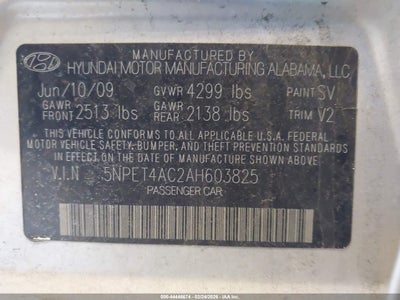 MANUFACTURED BY
HYUNDAI MOTOR MANUFACTURING ALABAMA, LLC
Jun/10/09 GVWR 4299 lbs PAINT SV
GAWR FRONT 2513 lbs GAWR REAR 2138 lbs TRIM V2
THIS VEHICLE CONFORMS TO ALL APPLICABLE U.S.A. FEDERAL
MOTOR VEHICLE SAFETY, BUMPER, AND THEFT PREVENTION STANDARDS
IN EFFECT ON THE DATE OF MANUFACTURE SHOWN ABOVE.
V.I.N 5NPET4AC2AH603825
PASSENGER CAR